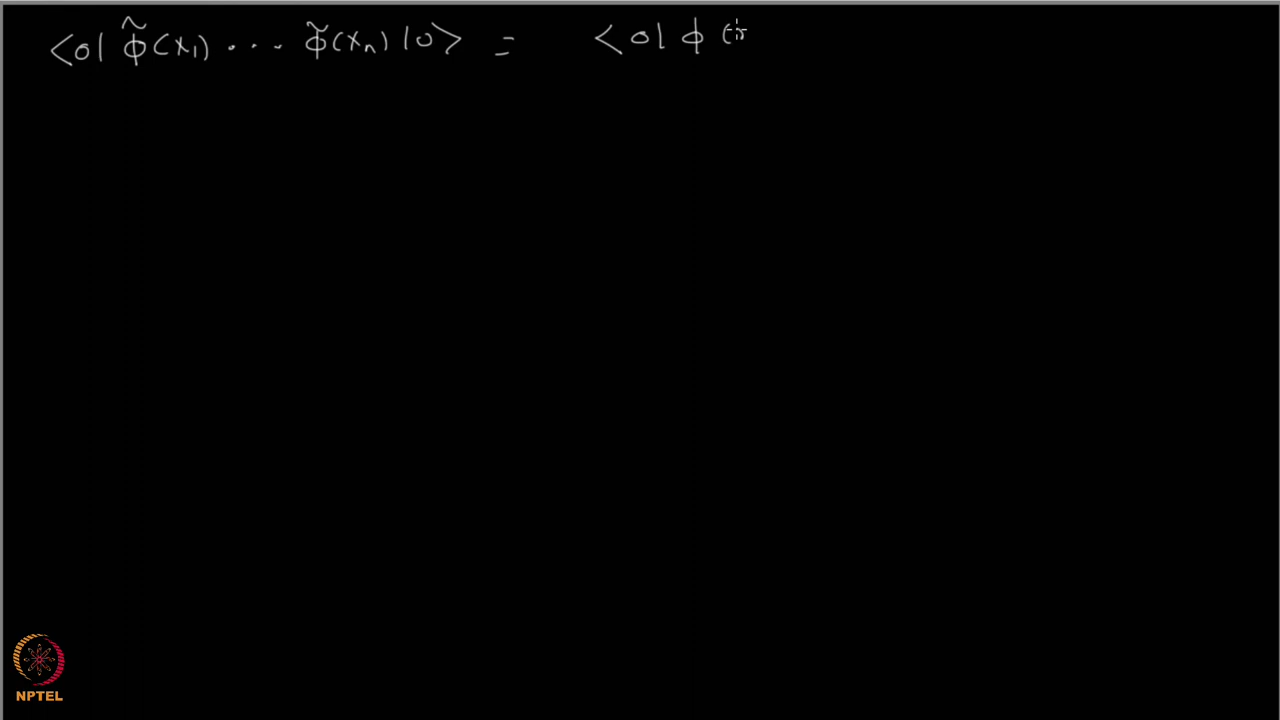 <0| φ̃(x₁) ... φ̃(xₙ) |0> = <0| φ (
NPTEL